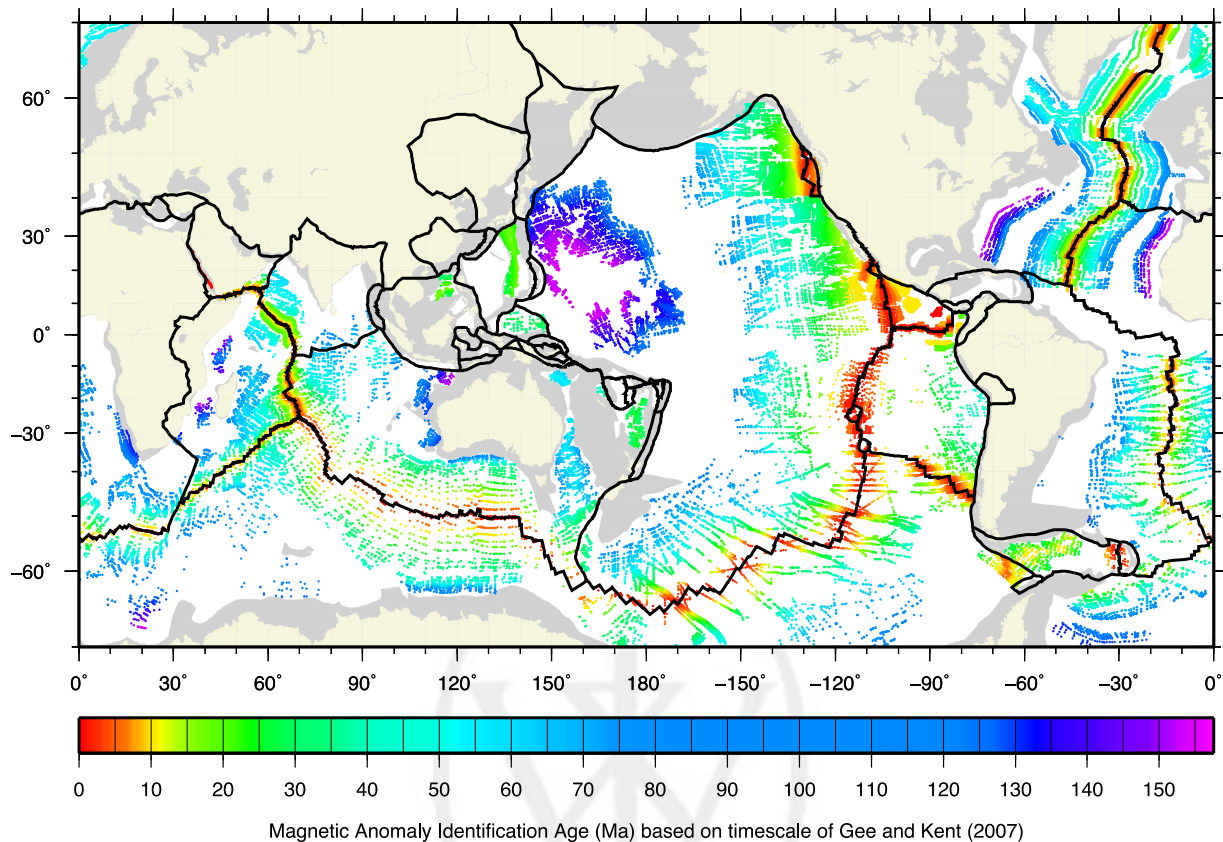 60°
30°
0°
−30°
−60°
0° 30° 60° 90° 120° 150° 180° −150° −120° −90° −60° −30° 0°
0 10 20 30 40 50 60 70 80 90 100 110 120 130 140 150
Magnetic Anomaly Identification Age (Ma) based on timescale of Gee and Kent (2007)